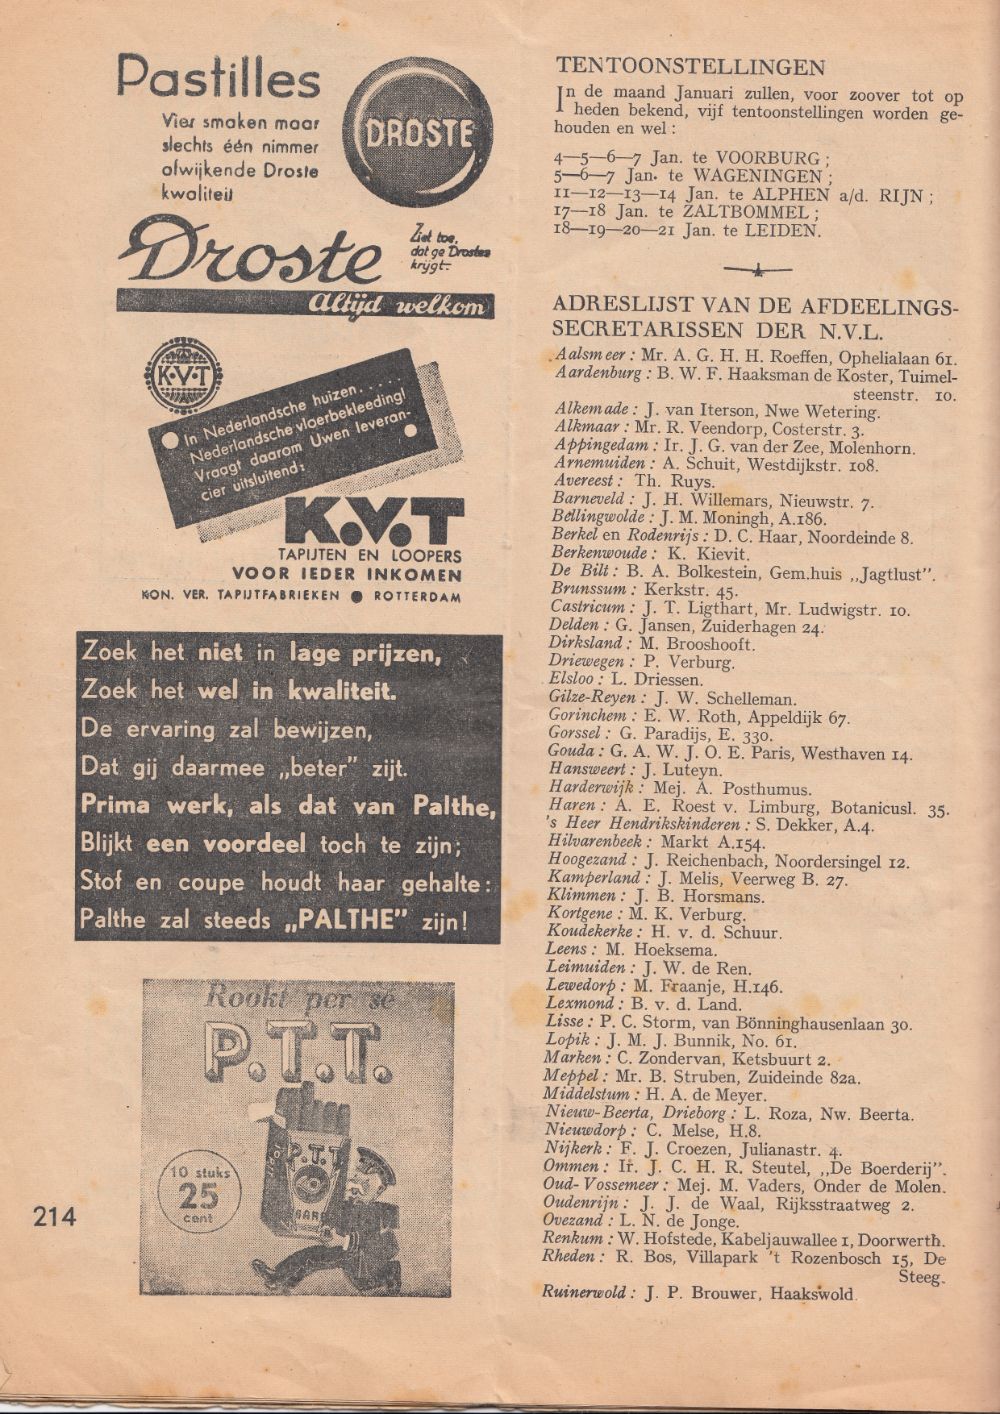 Pastilles
Vier smaken maar
slechts één nimmer
afwijkende Droste
kwaliteit
DROSTE
Droste
Ziet toe,
dat ge Drostes
krijgt.
Altijd welkom
K·V·T
In Nederlandsche huizen.....
Nederlandsche vloerbekleeding!
Vraagt daarom Uwen leveran-
cier uitsluitend:
K.V.T
TAPIJTEN EN LOOPERS
VOOR IEDER INKOMEN
KON. VER. TAPIJTFABRIEKEN ● ROTTERDAM
Zoek het niet in lage prijzen,
Zoek het wel in kwaliteit.
De ervaring zal bewijzen,
Dat gij daarmee „beter” zijt.
Prima werk, als dat van Palthe,
Blijkt een voordeel toch te zijn;
Stof en coupe houdt haar gehalte:
Palthe zal steeds „PALTHE” zijn!
Rookt per sé
P.T.T.
P.T.T
10 stuks
25
cent
214
TENTOONSTELLINGEN
In de maand Januari zullen, voor zoover tot op
heden bekend, vijf tentoonstellingen worden ge-
houden en wel:
4—5—6—7 Jan. te VOORBURG;
5—6—7 Jan. te WAGENINGEN;
11—12—13—14 Jan. te ALPHEN a/d. RIJN;
17—18 Jan. te ZALTBOMMEL;
18—19—20—21 Jan. te LEIDEN.
ADRESLIJST VAN DE AFDEELINGS-
SECRETARISSEN DER N.V.L.
Aalsmeer: Mr. A. G. H. H. Roeffen, Ophelialaan 61.
Aardenburg: B. W. F. Haaksman de Koster, Tuimel-
steenstr. 10.
Alkemade: J. van Iterson, Nwe Wetering.
Alkmaar: Mr. R. Veendorp, Costerstr. 3.
Appingedam: Ir. J. G. van der Zee, Molenhorn.
Arnemuiden: A. Schuit, Westdijkstr. 108.
Avereest: Th. Ruys.
Barneveld: J. H. Willemars, Nieuwstr. 7.
Bellingwolde: J. M. Moningh, A.186.
Berkel en Rodenrijs: D. C. Haar, Noordeinde 8.
Berkenwoude: K. Kievit.
De Bilt: B. A. Bolkestein, Gem.huis „Jagtlust”.
Brunssum: Kerkstr. 45.
Castricum: J. T. Ligthart, Mr. Ludwigstr. 10.
Delden: G. Jansen, Zuiderhagen 24.
Dirksland: M. Brooshooft.
Driewegen: P. Verburg.
Elsloo: L. Driessen.
Gilze-Reyen: J. W. Schelleman.
Gorinchem: E. W. Roth, Appeldijk 67.
Gorssel: G. Paradijs, E. 330.
Gouda: G. A. W. J. O. E. Paris, Westhaven 14.
Hansweert: J. Luteyn.
Harderwijk: Mej. A. Posthumus.
Haren: A. E. Roest v. Limburg, Botanicusl. 35.
's Heer Hendrikskinderen: S. Dekker, A.4.
Hilvarenbeek: Markt A.154.
Hoogezand: J. Reichenbach, Noordersingel 12.
Kamperland: J. Melis, Veerweg B. 27.
Klimmen: J. B. Horsmans.
Kortgene: M. K. Verburg.
Koudekerke: H. v. d. Schuur.
Leens: M. Hoeksema.
Leimuiden: J. W. de Ren.
Lewedorp: M. Fraanje, H.146.
Lexmond: B. v. d. Land.
Lisse: P. C. Storm, van Bönninghausenlaan 30.
Lopik: J. M. J. Bunnik, No. 61.
Marken: C. Zondervan, Ketsbuurt 2.
Meppel: Mr. B. Struben, Zuideinde 82a.
Middelstum: H. A. de Meyer.
Nieuw-Beerta, Drieborg: L. Roza, Nw. Beerta.
Nieuwdorp: C. Melse, H.8.
Nijkerk: F. J. Croezen, Julianastr. 4.
Ommen: Ir. J. C. H. R. Steutel, „De Boerderij”.
Oud-Vossemeer: Mej. M. Vaders, Onder de Molen.
Oudenrijn: J. J. de Waal, Rijksstraatweg 2.
Ovezand: L. N. de Jonge.
Renkum: W. Hofstede, Kabeljauwallee 1, Doorwerth.
Rheden: R. Bos, Villapark 't Rozenbosch 15, De
Steeg.
Ruinerwold: J. P. Brouwer, Haakswold.